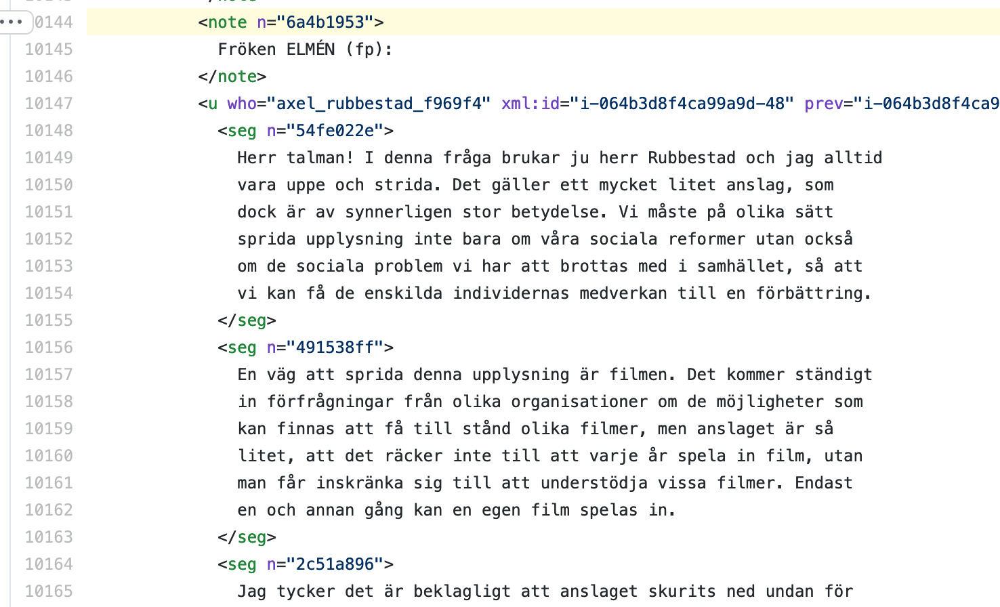 10144 <note n="6a4b1953">
10145 Fröken ELMÉN (fp):
10146 </note>
10147 <u who="axel_rubbestad_f969f4" xml:id="i-064b3d8f4ca99a9d-48" prev="i-064b3d8f4ca9
10148 <seg n="54fe022e">
10149 Herr talman! I denna fråga brukar ju herr Rubbestad och jag alltid
10150 vara uppe och strida. Det gäller ett mycket litet anslag, som
10151 dock är av synnerligen stor betydelse. Vi måste på olika sätt
10152 sprida upplysning inte bara om våra sociala reformer utan också
10153 om de sociala problem vi har att brottas med i samhället, så att
10154 vi kan få de enskilda individernas medverkan till en förbättring.
10155 </seg>
10156 <seg n="491538ff">
10157 En väg att sprida denna upplysning är filmen. Det kommer ständigt
10158 in förfrågningar från olika organisationer om de möjligheter som
10159 kan finnas att få till stånd olika filmer, men anslaget är så
10160 litet, att det räcker inte till att varje år spela in film, utan
10161 man får inskränka sig till att understödja vissa filmer. Endast
10162 en och annan gång kan en egen film spelas in.
10163 </seg>
10164 <seg n="2c51a896">
10165 Jag tycker det är beklagligt att anslaget skurits ned undan för